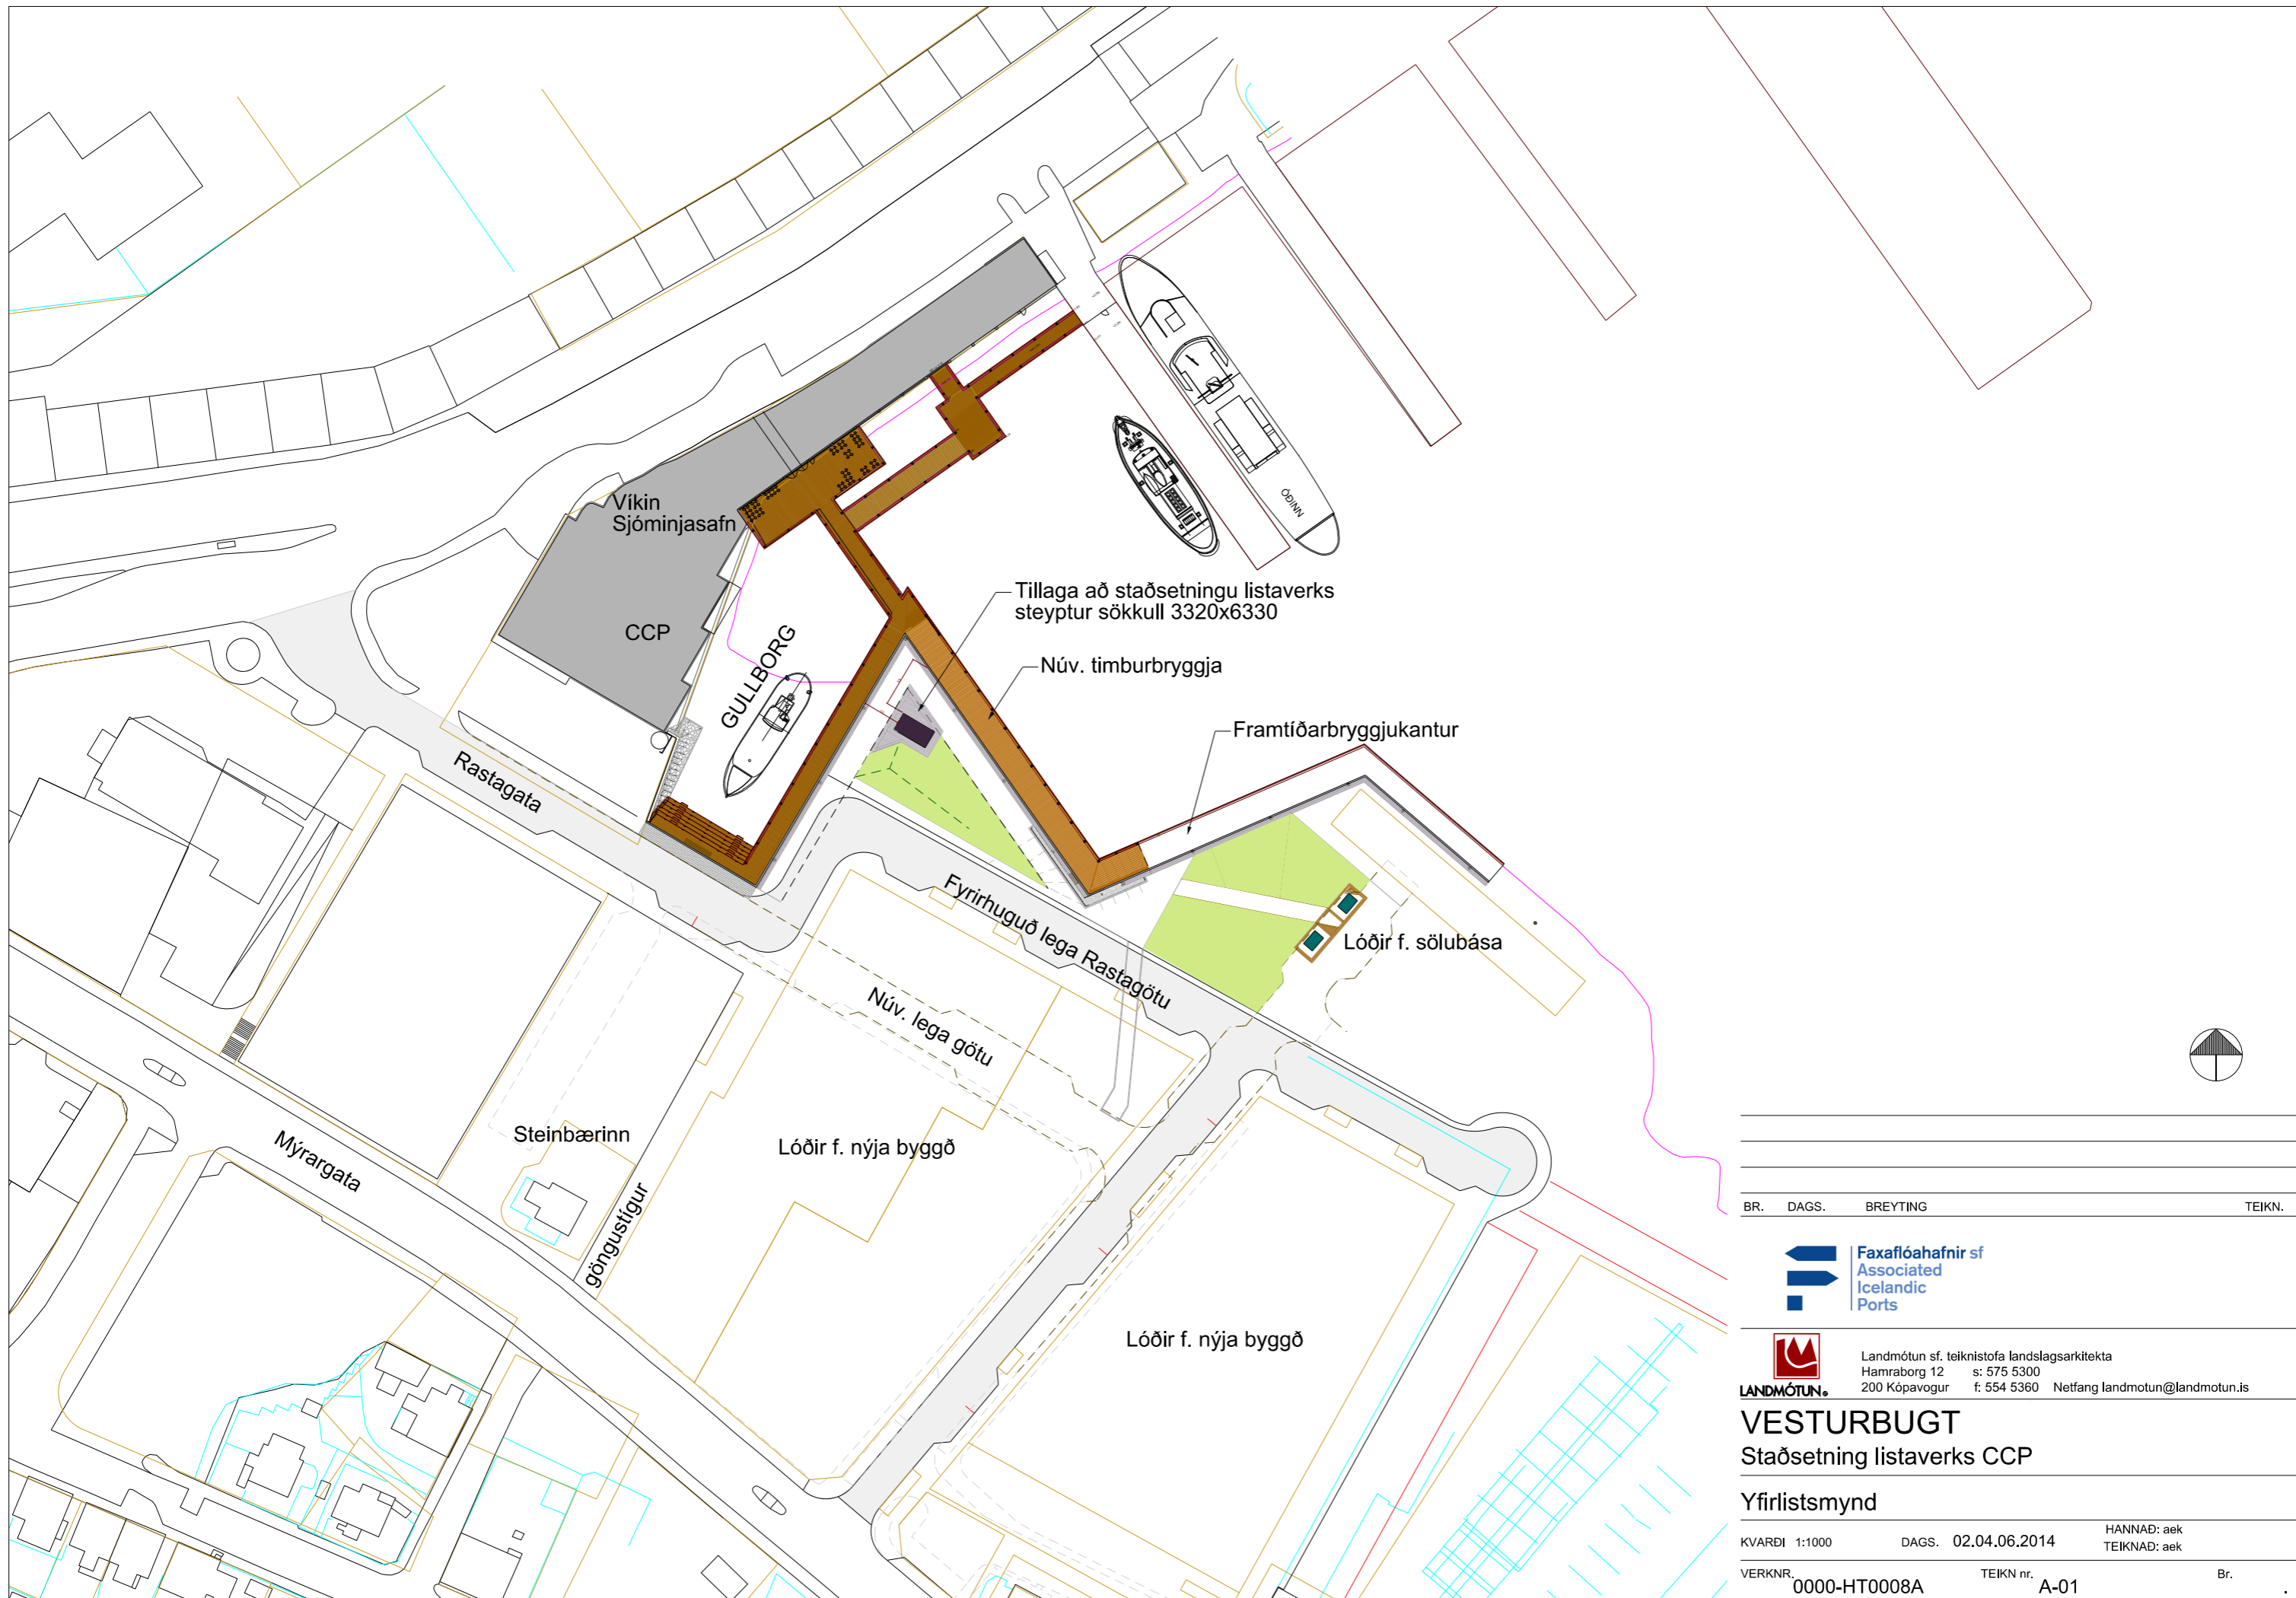 Víkin
Sjóminjasafn
CCP
GULLBORG
ÓÐINN
Tillaga að staðsetningu listaverks
steyptur sökkull 3320x6330
Núv. timburbryggja
Framtíðarbryggjukantur
Rastagata
Fyrirhuguð lega Rastagötu
Lóðir f. sölubása
Núv. lega götu
Steinbærinn
Mýrargata
göngustígur
Lóðir f. nýja byggð
Lóðir f. nýja byggð
BR. DAGS. BREYTING TEIKN.
Faxaflóahafnir sf
Associated
Icelandic
Ports
LANDMÓTUN
Landmótun sf. teiknistofa landslagsarkitekta
Hamraborg 12 s: 575 5300
200 Kópavogur f: 554 5360 Netfang landmotun@landmotun.is
VESTURBUGT
Staðsetning listaverks CCP
Yfirlistsmynd
KVARÐI 1:1000 DAGS. 02.04.06.2014
HANNAÐ: aek
TEIKNAÐ: aek
VERKNR. 0000-HT0008A TEIKN nr. A-01 Br. .